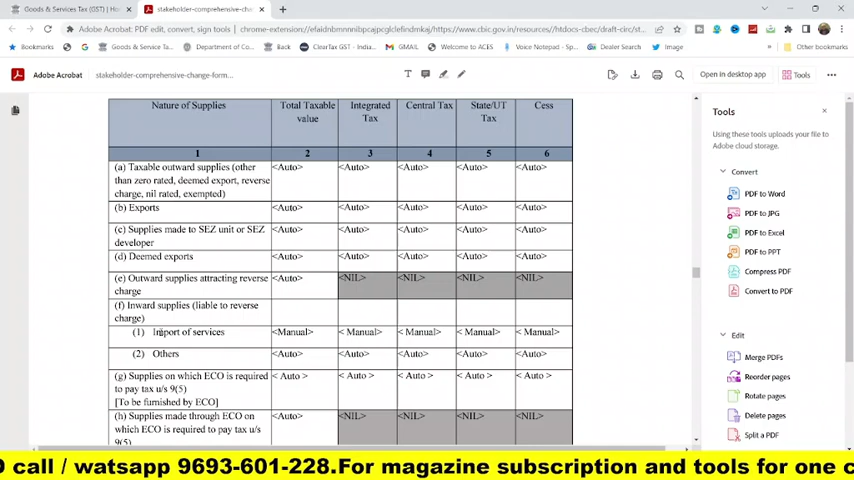 Goods & Services Tax (GST) | Ho
stakeholder-comprehensive-chan
Adobe Acrobat: PDF edit, convert, sign tools
chrome-extension://efaidnbmnnnibpcajpcglclefindmkaj/https://www.cbic.gov.in/resources//htdocs-cbec/draft-circ/st...
Bookmarks
Goods & Service Ta...
Department of Co...
Back
ClearTax GST - India...
GMAIL
Welcome to ACES
Voice Notepad - Sp...
Dealer Search
Twitter
Image
Other bookmarks
Adobe Acrobat
stakeholder-comprehensive-change-form...
Open in desktop app
Tools
Nature of Supplies
Total Taxable value
Integrated Tax
Central Tax
State/UT Tax
Cess
1 2 3 4 5 6
(a) Taxable outward supplies (other <Auto> <Auto> <Auto> <Auto> <Auto>
than zero rated, deemed export, reverse
charge, nil rated, exempted)
(b) Exports <Auto> <Auto> <Auto> <Auto> <Auto>
(c) Supplies made to SEZ unit or SEZ <Auto> <Auto> <Auto> <Auto> <Auto>
developer
(d) Deemed exports <Auto> <Auto> <Auto> <Auto> <Auto>
(e) Outward supplies attracting reverse <Auto> <NIL> <NIL> <NIL> <NIL>
charge
(f) Inward supplies (liable to reverse
charge)
(1) Import of services <Manual> < Manual> < Manual> < Manual> < Manual>
(2) Others <Auto> <Auto> <Auto> <Auto> <Auto>
(g) Supplies on which ECO is required < Auto > < Auto > < Auto > < Auto > < Auto >
to pay tax u/s 9(5)
[To be furnished by ECO]
(h) Supplies made through ECO on <Auto> <NIL> <NIL> <NIL> <NIL>
which ECO is required to pay tax u/s
9(5)
Tools
Using these tools uploads your file to
Adobe cloud storage.
Convert
PDF to Word
PDF to JPG
PDF to Excel
PDF to PPT
Compress PDF
Convert to PDF
Edit
Merge PDFs
Reorder pages
Rotate pages
Delete pages
Split a PDF
call / watsapp 9693-601-228.For magazine subscription and tools for one